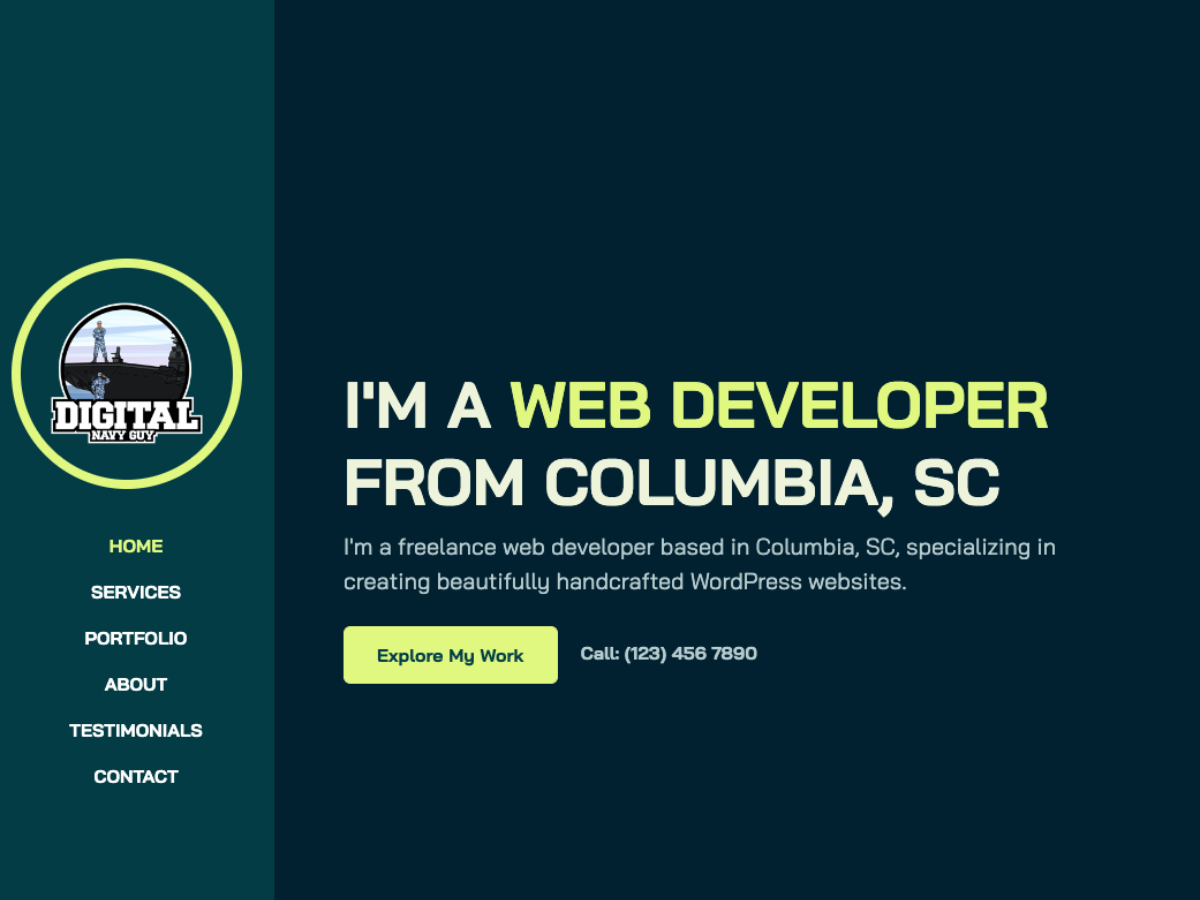 DIGITAL
NAVY GUY
HOME
SERVICES
PORTFOLIO
ABOUT
TESTIMONIALS
CONTACT
I'M A WEB DEVELOPER
FROM COLUMBIA, SC
I'm a freelance web developer based in Columbia, SC, specializing in
creating beautifully handcrafted WordPress websites.
Explore My Work
Call: (123) 456 7890